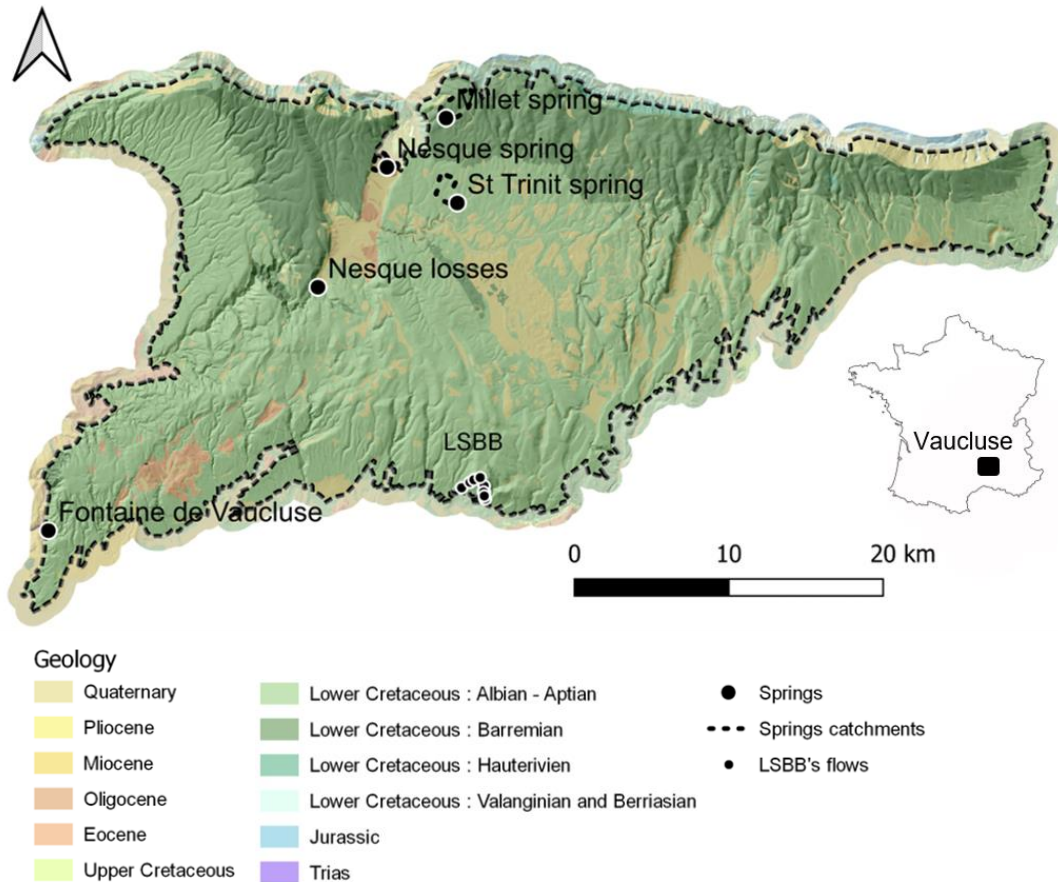 Millet spring
Nesque spring
St Trinit spring
Nesque losses
LSBB
Vaucluse
Fontaine de Vaucluse
0 10 20 km
Geology
Quaternary
Pliocene
Miocene
Oligocene
Eocene
Upper Cretaceous
Lower Cretaceous : Albian - Aptian
Lower Cretaceous : Barremian
Lower Cretaceous : Hauterivien
Lower Cretaceous : Valanginian and Berriasian
Jurassic
Trias
Springs
Springs catchments
LSBB's flows